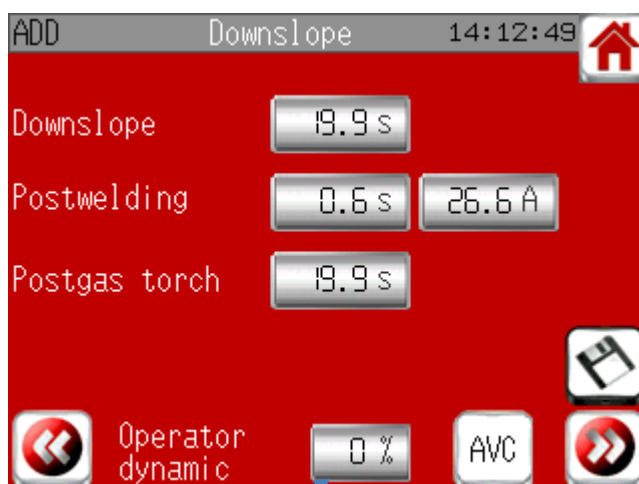 ADD Downslope 14:12:49
Downslope 19.9 s
Postwelding 0.6 s 26.6 A
Postgas torch 19.9 s
Operator
dynamic 0 % AVC